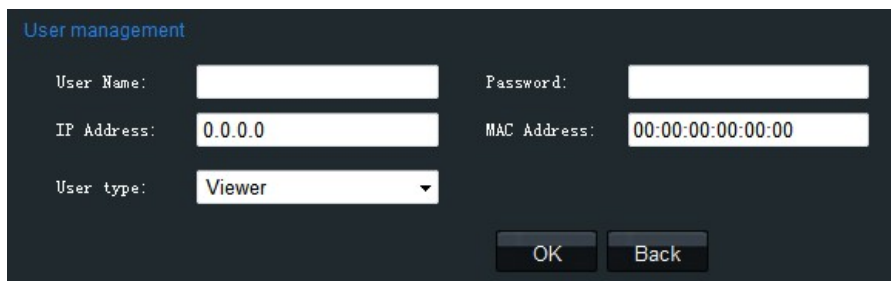 User management
User Name: Password:
IP Address: 0.0.0.0 MAC Address: 00:00:00:00:00:00
User type: Viewer
OK Back